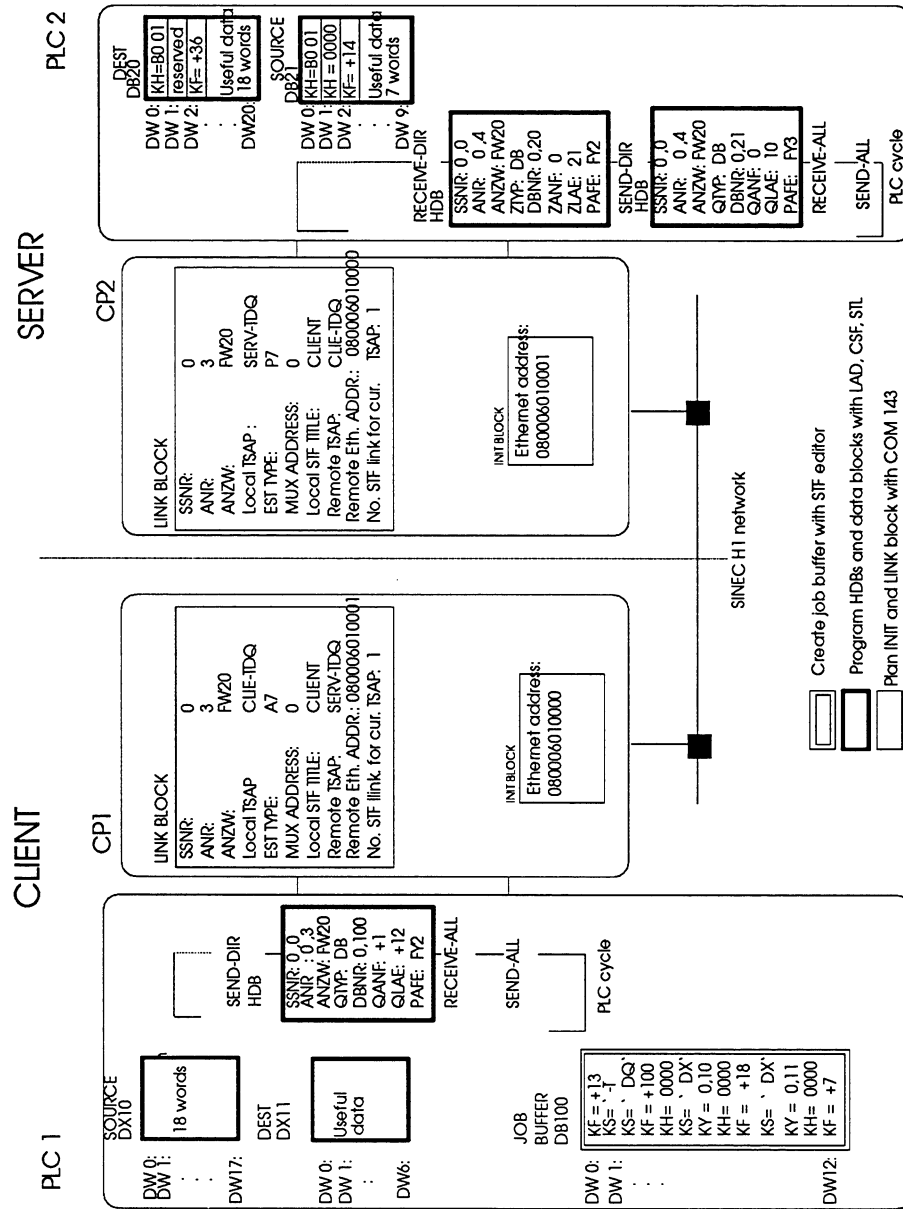 CLIENT
SERVER
PLC 1
SOURCE
DX10
DW 0:
DW 1:
.
.
DW17:
18 words
DEST
DX11
DW 0:
DW 1:
:
DW6:
Useful
data
JOB
BUFFER
DB100
DW 0:
DW 1:
.
.
.
DW12:
KF = +13
KS= ` -T
KS= ` DQ`
KF = +100
KH= 0000
KS= ` DX`
KY = 0,10
KH= 0000
KF = +18
KS= ` DX`
KY = 0,11
KH= 0000
KF = +7
SEND-DIR
HDB
SSNR: 0 ,0
ANR : 0 ,3
ANZW: FW20
QTYP: DB
DBNR: 0,100
QANF: +1
QLAE: +12
PAFE: FY2
RECEIVE-ALL
SEND-ALL
PLC cycle
CP1
LINK BLOCK
SSNR: 0
ANR: 3
ANZW: FW20
Local TSAP CLIE-TDQ
EST TYPE: A7
MUX ADDRESS: 0
Local STF TITLE: CLIENT
Remote TSAP: SERV-TDQ
Remote Eth. ADDR.: 080006010001
No. STF llink for cur. TSAP: 1
INIT BLOCK
Ethernet address:
080006010000
CP2
LINK BLOCK
SSNR: 0
ANR: 3
ANZW: FW20
Local TSAP : SERV-TDQ
EST TYPE: P7
MUX ADDRESS: 0
Local STF TITLE: CLIENT
Remote TSAP: CLIE-TDQ
Remote Eth. ADDR.: 080006010000
No. STF link for cur. TSAP: 1
INIT BLOCK
Ethernet address:
080006010001
SINEC H1 network
PLC 2
DEST
DB20
DW 0: KH=B0 01
DW 1: reserved
DW 2: KF= +36
.
.
Useful data
DW20: 18 words
SOURCE
DB21
DW 0: KH=B0 01
DW 1: KH = 0000
DW 2: KF= +14
.
:
Useful data
DW 9: 7 words
RECEIVE-DIR
HDB
SSNR: 0 ,0
ANR: 0 ,4
ANZW: FW20
ZTYP: DB
DBNR: 0,20
ZANF: 0
ZLAE: 21
PAFE: FY2
SEND-DIR
HDB
SSNR: 0 ,0
ANR: 0 ,4
ANZW: FW20
QTYP: DB
DBNR: 0,21
QANF: 0
QLAE: 10
PAFE: FY3
RECEIVE-ALL
SEND-ALL
PLC cycle
Create job buffer with STF editor
Program HDBs and data blocks with LAD, CSF, STL
Plan INIT and LINK block with COM 143